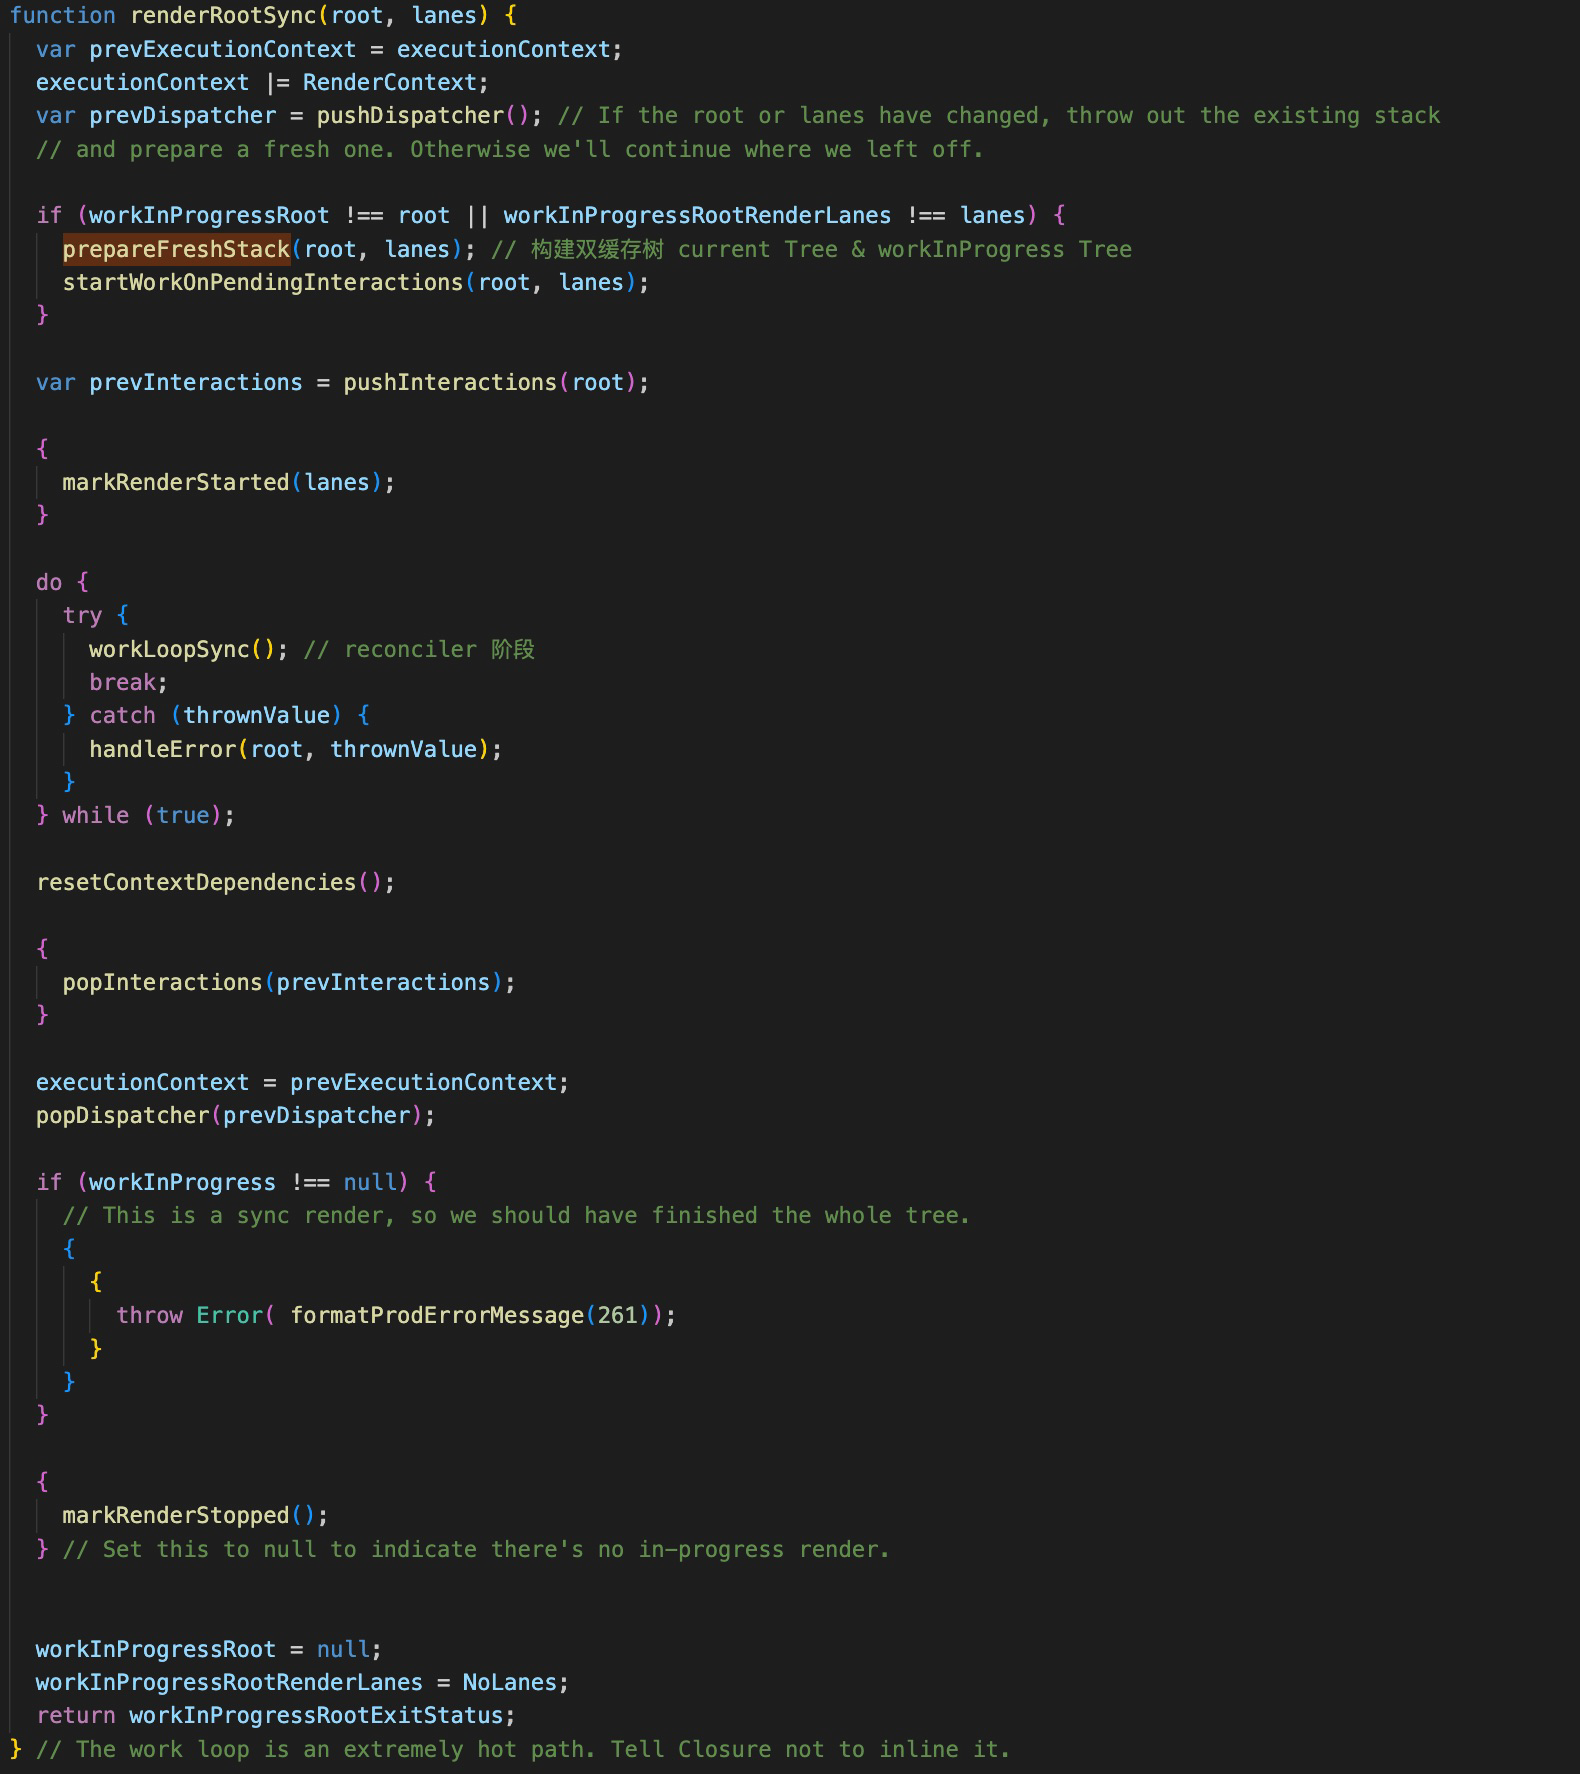 function renderRootSync(root, lanes) {
var prevExecutionContext = executionContext;
executionContext |= RenderContext;
var prevDispatcher = pushDispatcher(); // If the root or lanes have changed, throw out the existing stack
// and prepare a fresh one. Otherwise we'll continue where we left off.
if (workInProgressRoot !== root || workInProgressRootRenderLanes !== lanes) {
prepareFreshStack(root, lanes); // 构建双缓存树 current Tree & workInProgress Tree
startWorkOnPendingInteractions(root, lanes);
}
var prevInteractions = pushInteractions(root);
{
markRenderStarted(lanes);
}
do {
try {
workLoopSync(); // reconciler 阶段
break;
} catch (thrownValue) {
handleError(root, thrownValue);
}
} while (true);
resetContextDependencies();
{
popInteractions(prevInteractions);
}
executionContext = prevExecutionContext;
popDispatcher(prevDispatcher);
if (workInProgress !== null) {
// This is a sync render, so we should have finished the whole tree.
{
{
throw Error( formatProdErrorMessage(261));
}
}
}
{
markRenderStopped();
} // Set this to null to indicate there's no in-progress render.
workInProgressRoot = null;
workInProgressRootRenderLanes = NoLanes;
return workInProgressRootExitStatus;
} // The work loop is an extremely hot path. Tell Closure not to inline it.